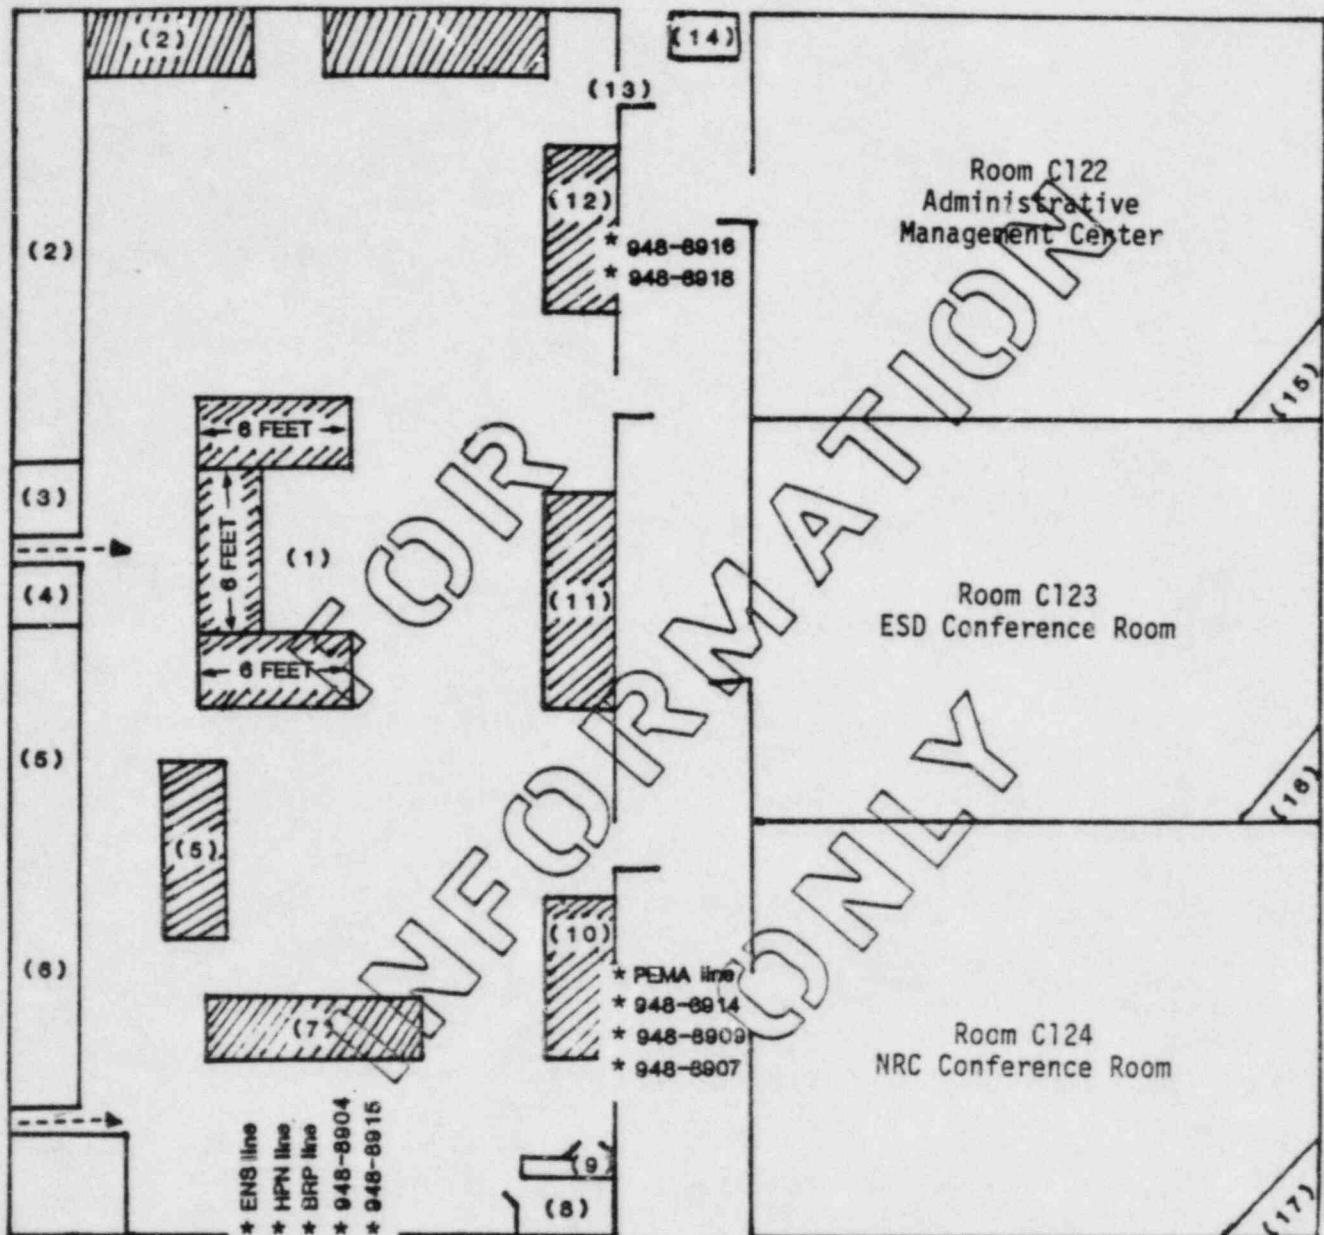 (2)
(14)
(13)
Room C122
Administrative
Management Center
(12)
* 948-8916
* 948-8918
(2)
(15)
6 FEET
(3)
6 FEET
(1)
(4)
(11)
Room C123
ESD Conference Room
6 FEET
(5)
(16)
(5)
(6)
(10)
* PEMA line
* 948-8914
* 948-8909
* 948-8907
(7)
Room C124
NRC Conference Room
* ENS line
* HPN line
* BRP line
* 948-8904
* 948-8915
(9)
(8)
(17)
FOR
INFORMATION
ONLY